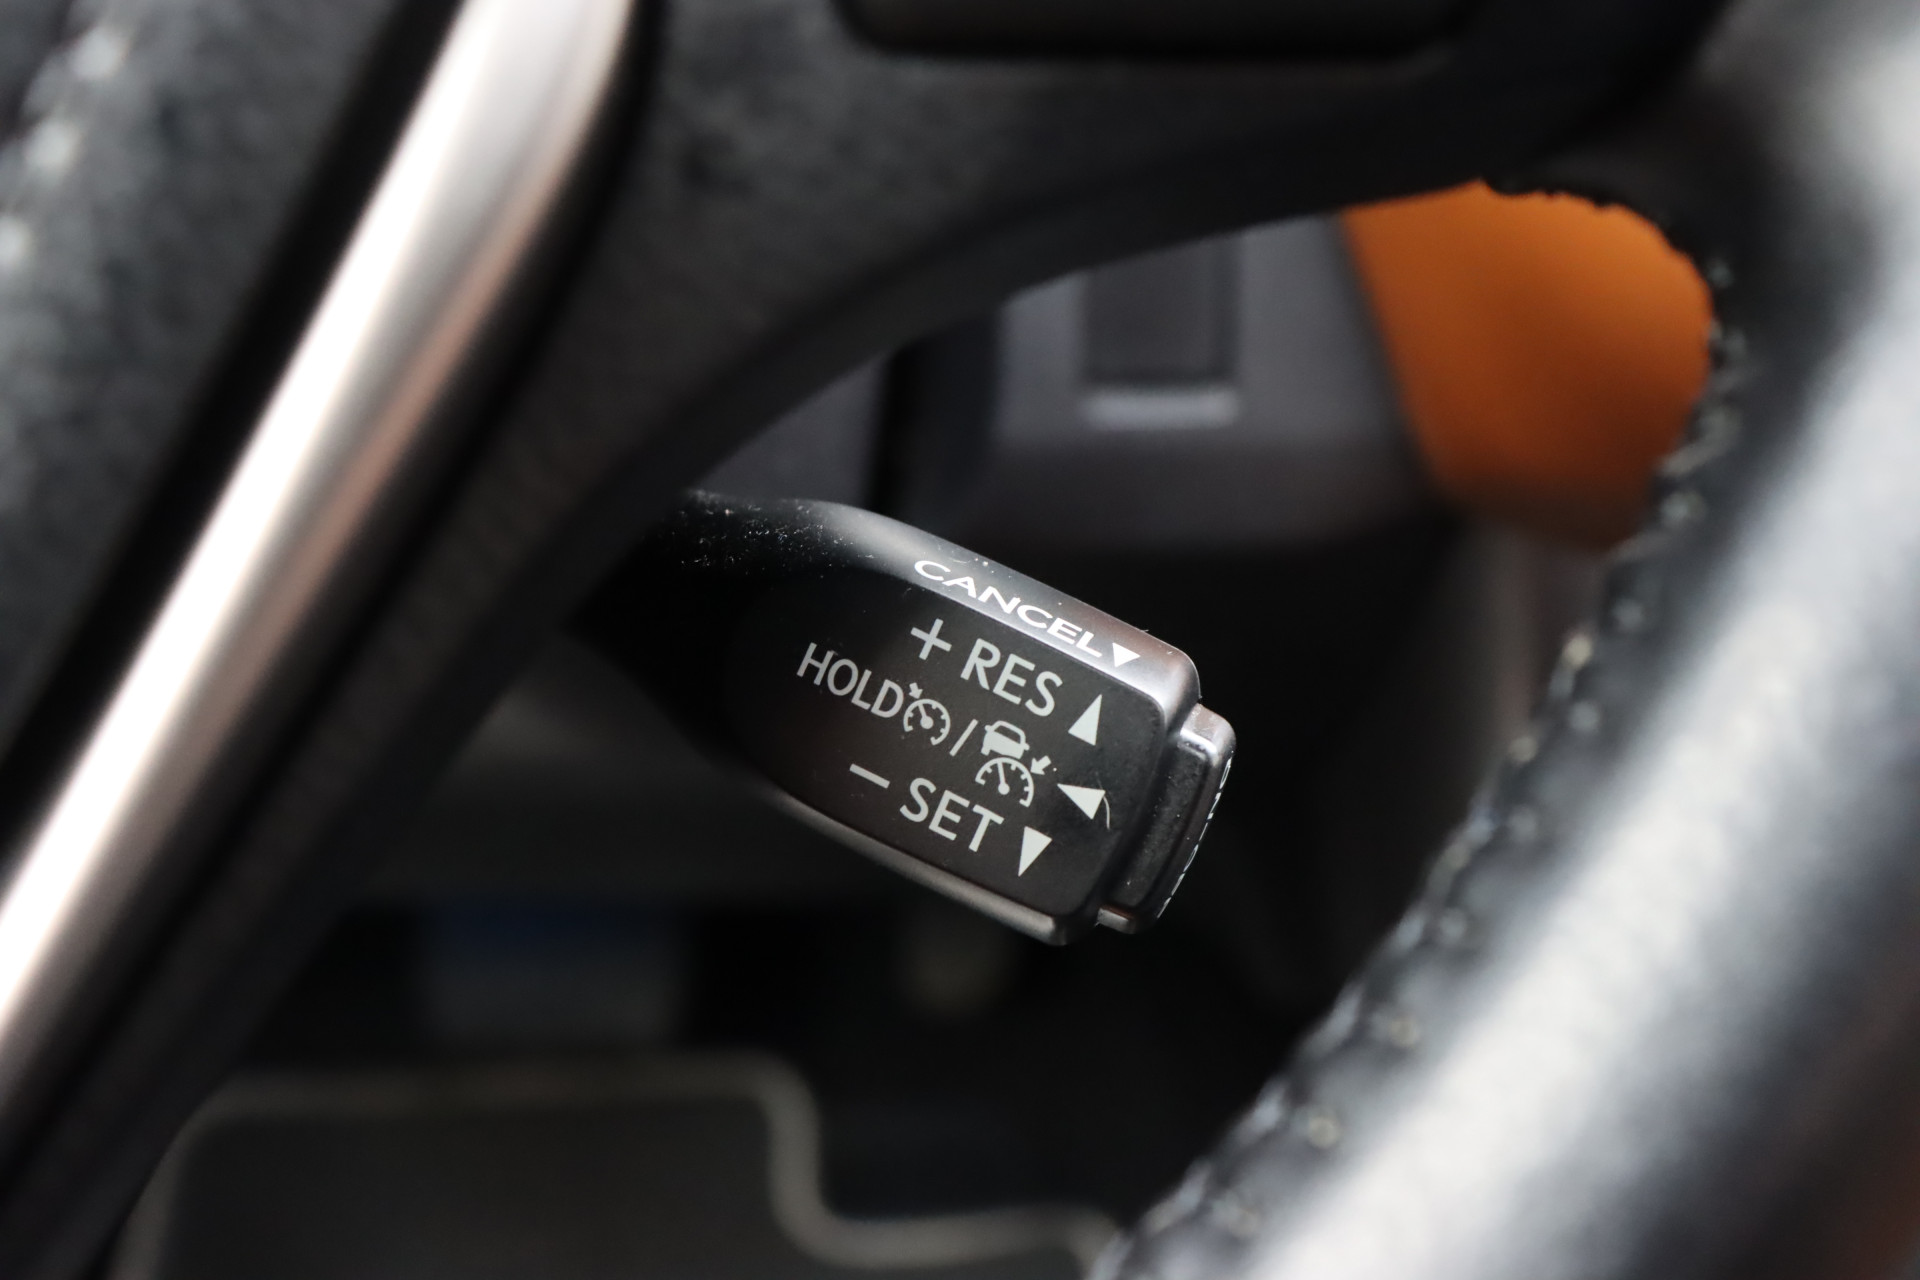 CANCEL▼
+ RES ▲
HOLD / ◀
− SET ▼